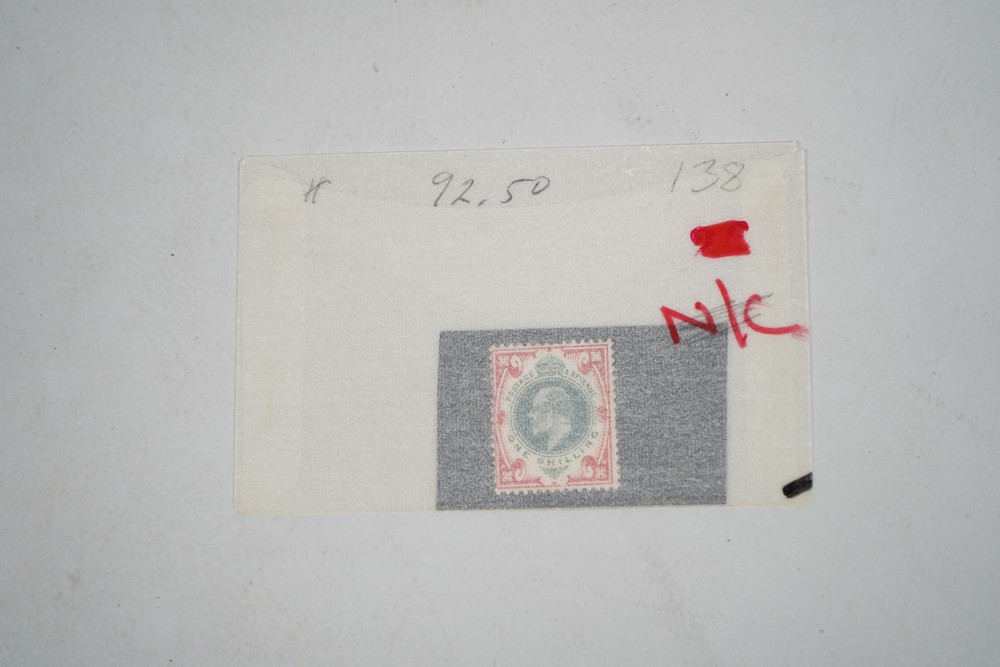 H 92.50 138
N/C
POSTAGE & REVENUE
ONE SHILLING